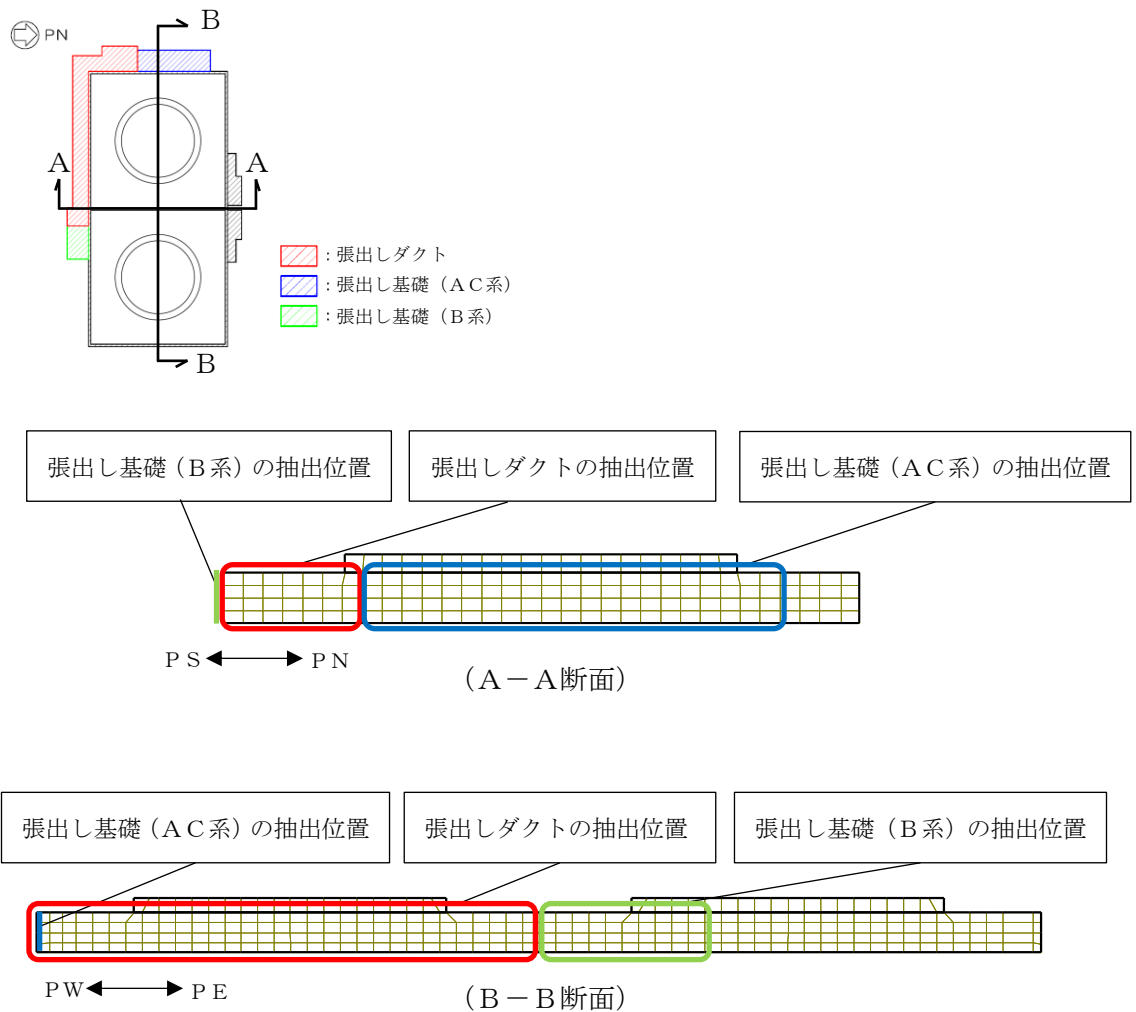 B
PN
A
A
:張出しダクト
:張出し基礎(AC系)
:張出し基礎(B系)
B
張出し基礎(B系)の抽出位置
張出しダクトの抽出位置
張出し基礎(AC系)の抽出位置
PS
PN
(A-A断面)
張出し基礎(AC系)の抽出位置
張出しダクトの抽出位置
張出し基礎(B系)の抽出位置
PW
PE
(B-B断面)